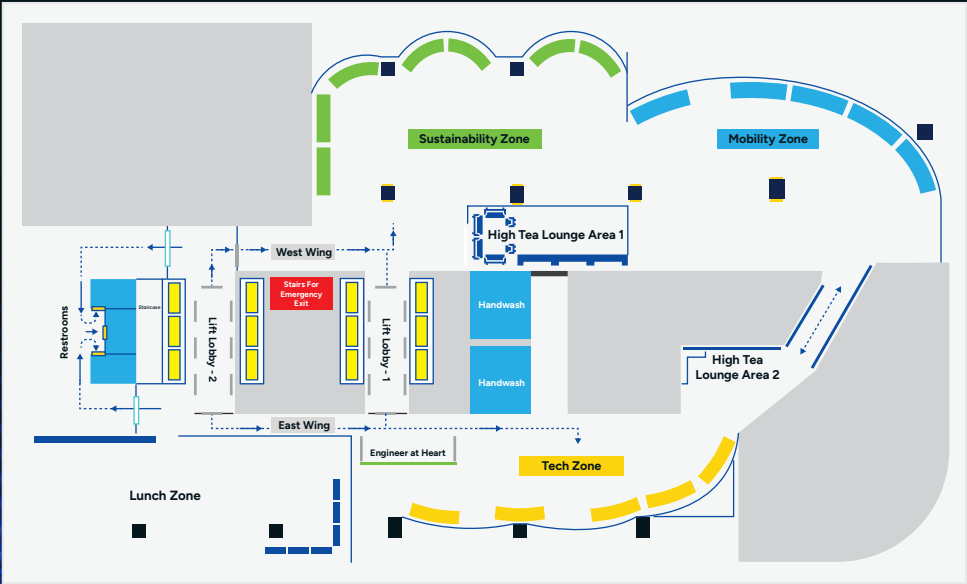 Sustainability Zone
Mobility Zone
High Tea Lounge Area 1
West Wing
Stairs For
Emergency
Exit
Restrooms
Staircase
Lift Lobby - 2
Lift Lobby - 1
Handwash
Handwash
High Tea
Lounge Area 2
East Wing
Engineer at Heart
Tech Zone
Lunch Zone